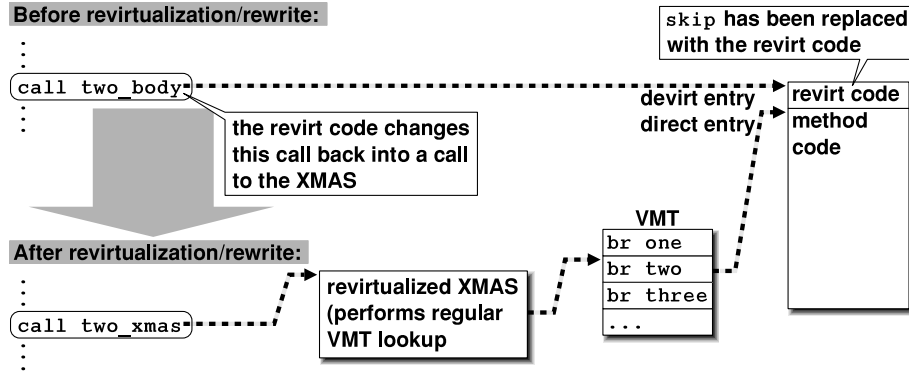 Before revirtualization/rewrite:
skip has been replaced
with the revirt code
call two_body
devirt entry
direct entry
revirt code
method
code
the revirt code changes
this call back into a call
to the XMAS
VMT
After revirtualization/rewrite:
br one
br two
br three
...
revirtualized XMAS
(performs regular
VMT lookup
call two_xmas